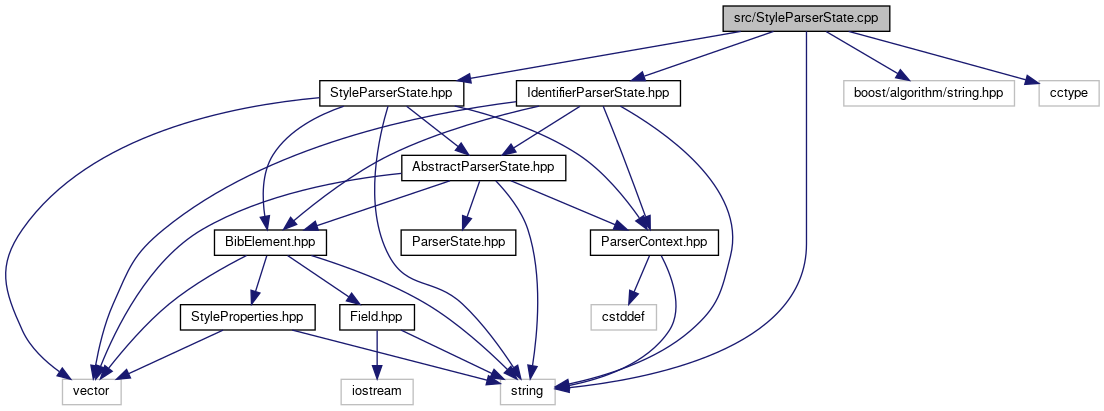 src/StyleParserState.cpp
StyleParserState.hpp
IdentifierParserState.hpp
boost/algorithm/string.hpp
cctype
AbstractParserState.hpp
BibElement.hpp
ParserState.hpp
ParserContext.hpp
StyleProperties.hpp
Field.hpp
cstddef
vector
iostream
string